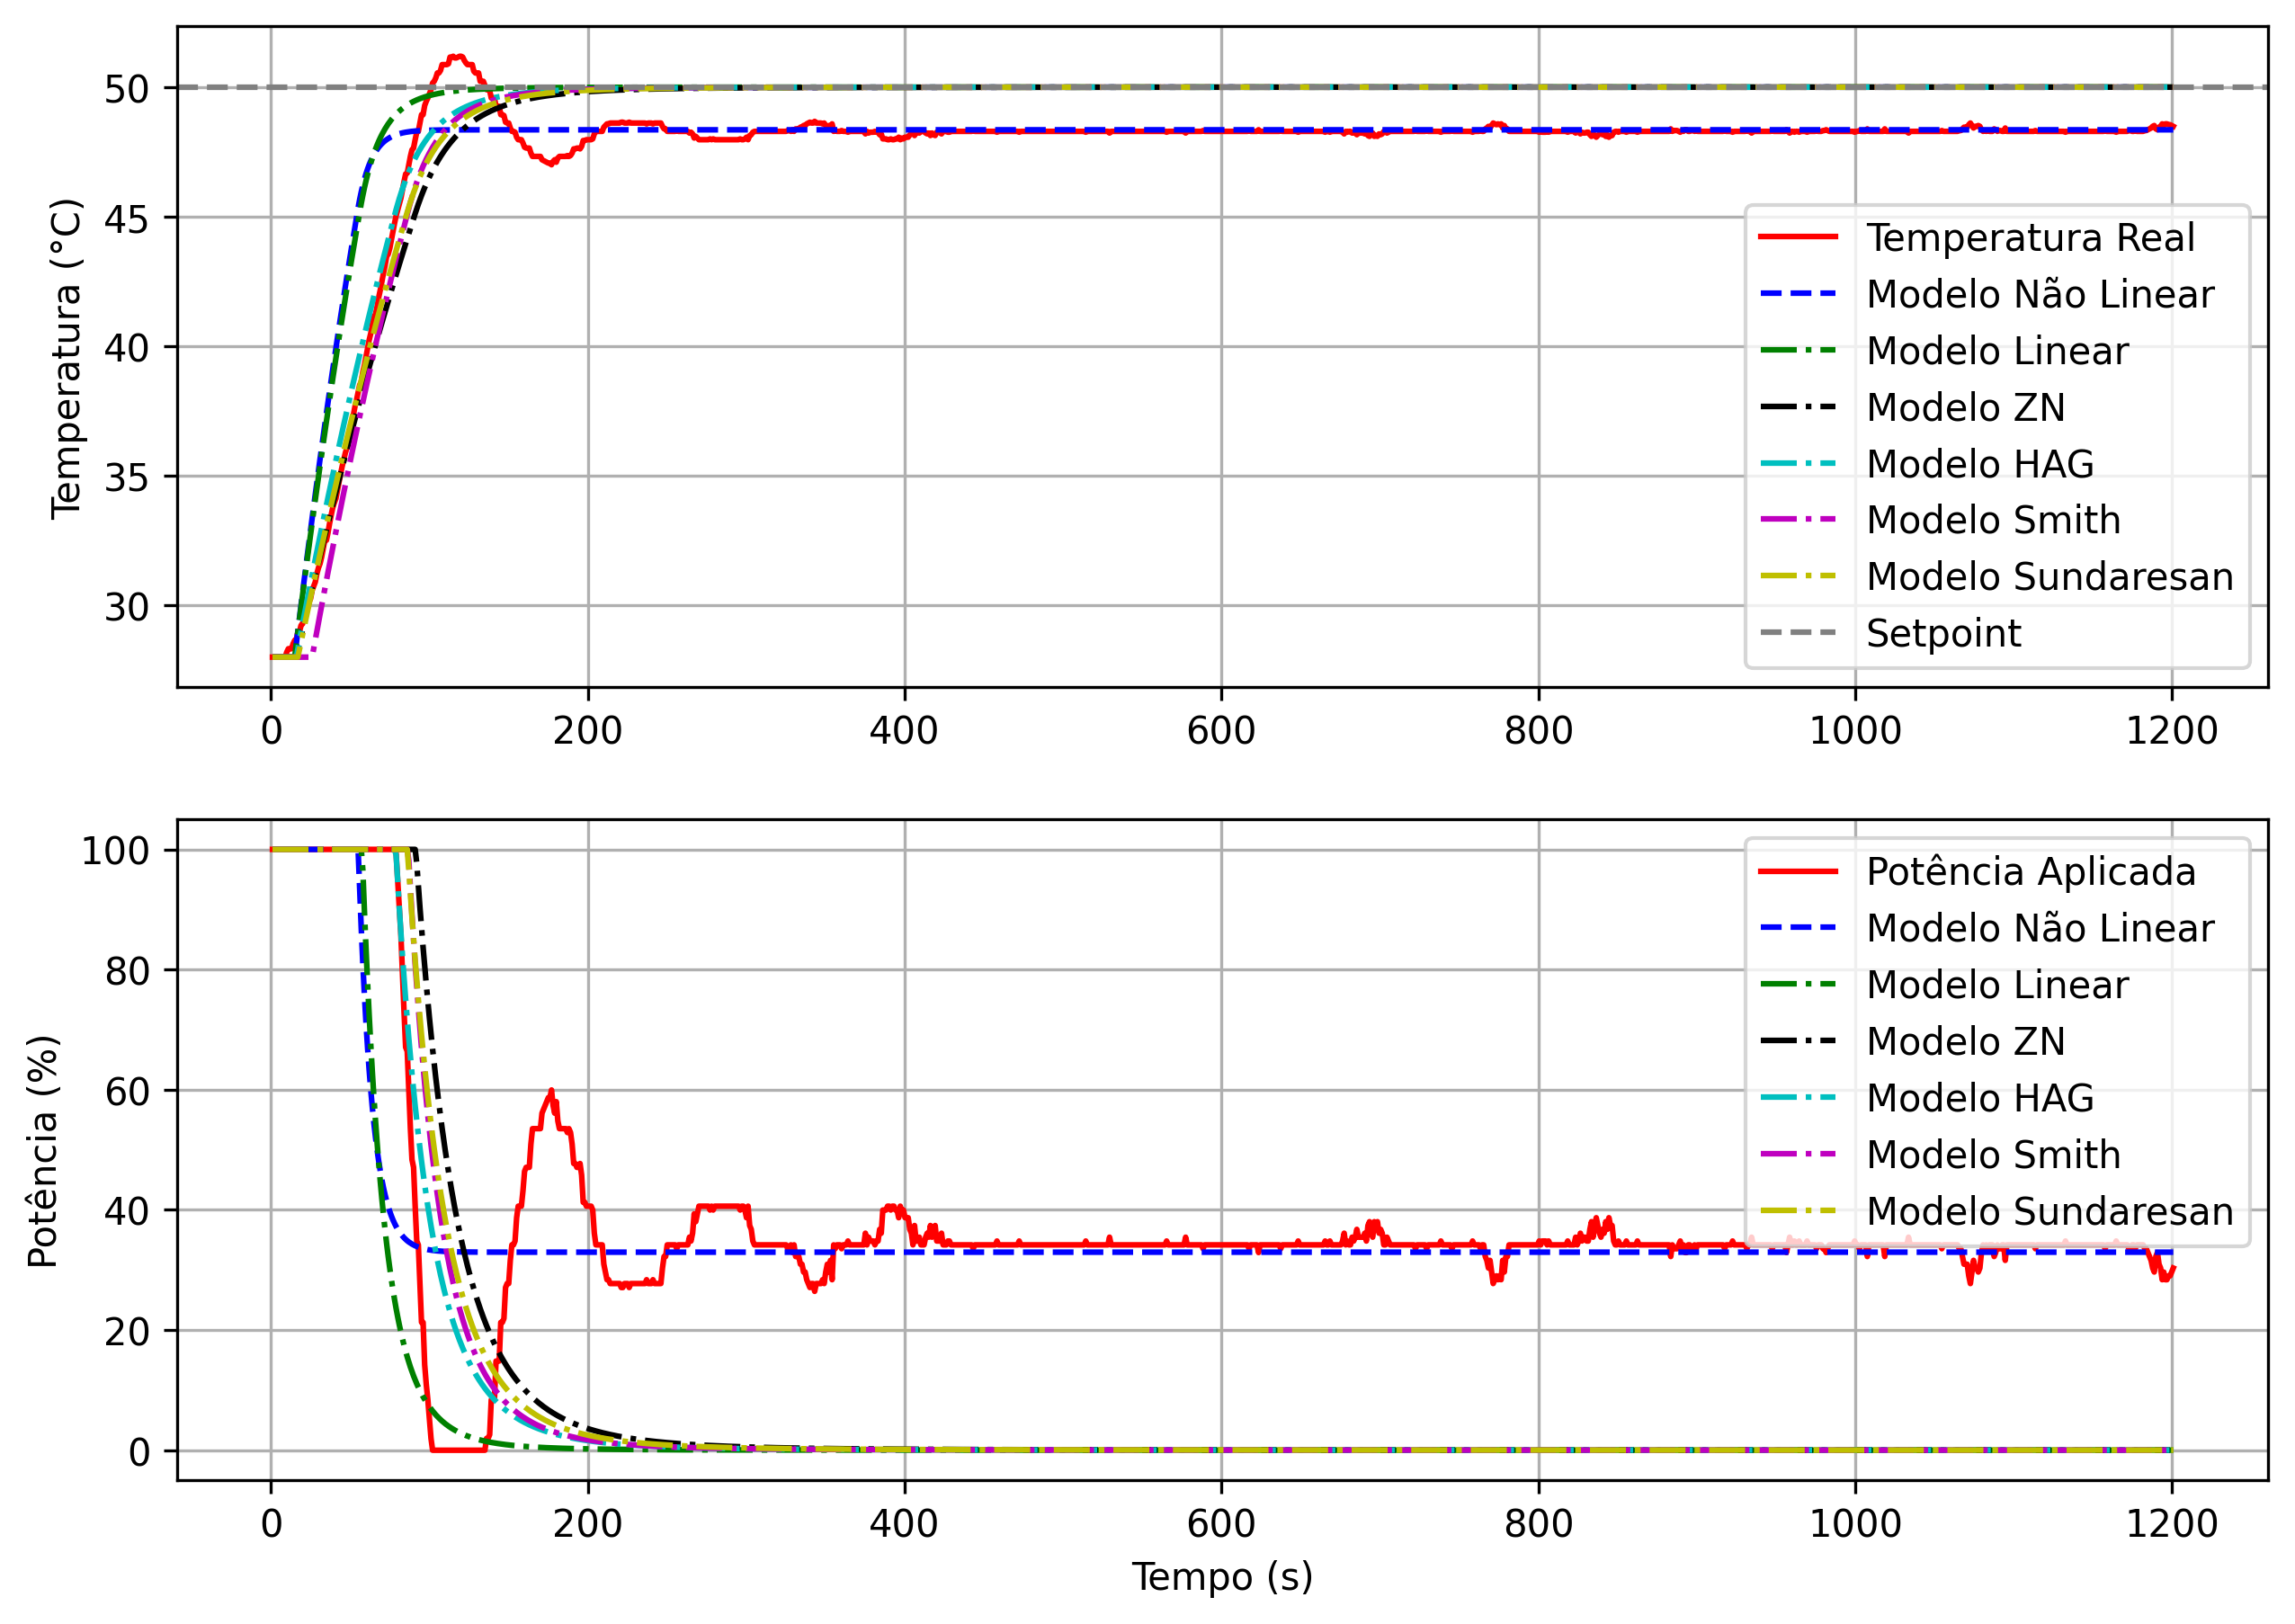 50
45
40
35
30
Temperatura (°C)
Temperatura Real
Modelo Não Linear
Modelo Linear
Modelo ZN
Modelo HAG
Modelo Smith
Modelo Sundaresan
Setpoint
0 200 400 600 800 1000 1200
100
80
60
40
20
0
Potência (%)
Potência Aplicada
Modelo Não Linear
Modelo Linear
Modelo ZN
Modelo HAG
Modelo Smith
Modelo Sundaresan
0 200 400 600 800 1000 1200
Tempo (s)